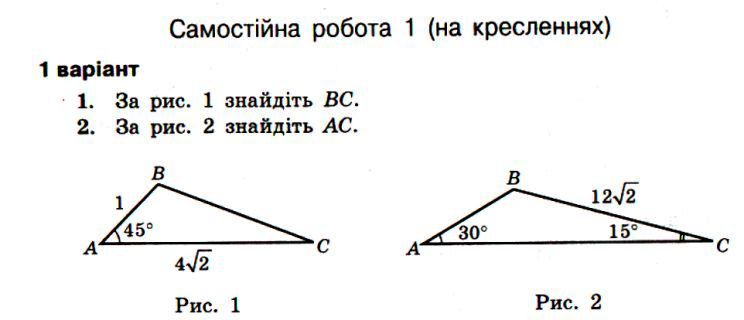 Самостійна робота 1 (на кресленнях)
1 варіант
1. За рис. 1 знайдіть BC.
2. За рис. 2 знайдіть AC.
B
1
45°
A
C
4√2
Рис. 1
B
12√2
30°
15°
A
C
Рис. 2